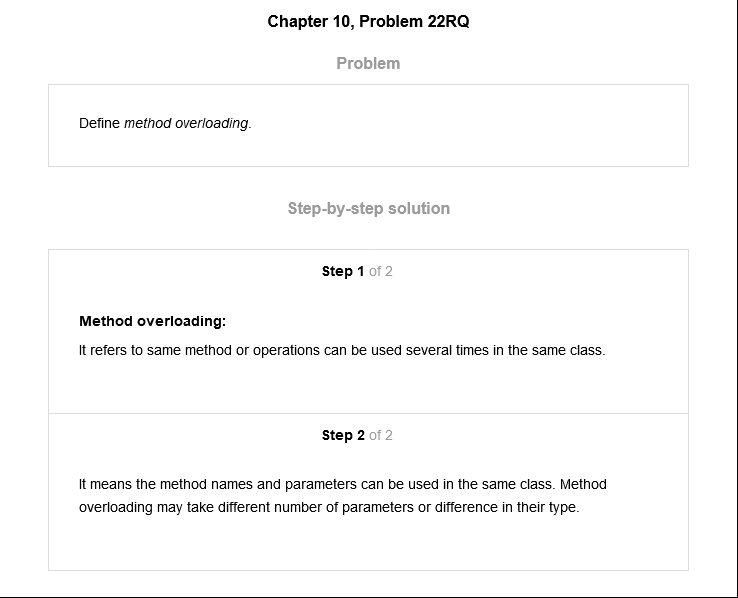 Chapter 10, Problem 22RQ
Problem
Define method overloading.
Step-by-step solution
Step 1 of 2
Method overloading:
It refers to same method or operations can be used several times in the same class.
Step 2 of 2
It means the method names and parameters can be used in the same class. Method
overloading may take different number of parameters or difference in their type.